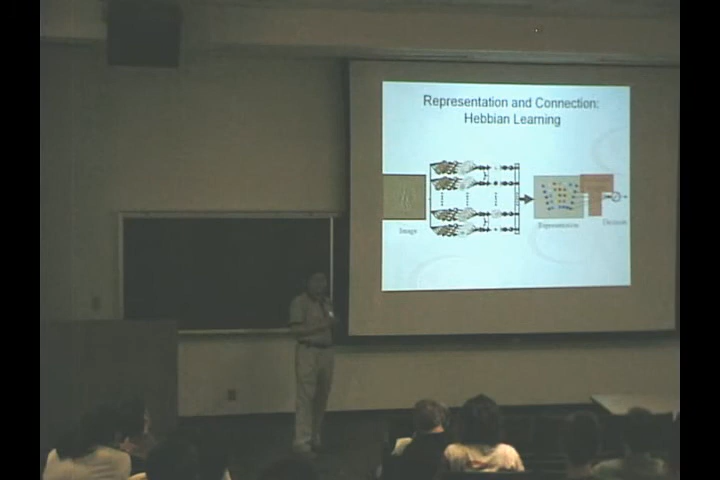 Representation and Connection:
Hebbian Learning
Image
Representation
Decision